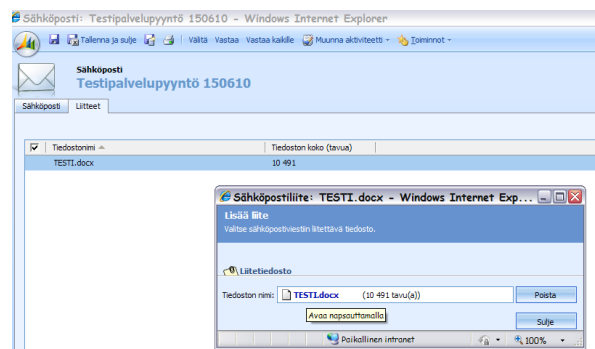 Sähköposti: Testipalvelupyyntö 150610 - Windows Internet Explorer
Tallenna ja sulje Välitä Vastaa Vastaa kaikille Muunna aktiviteetti Toiminnot
Sähköposti
Testipalvelupyyntö 150610
Sähköposti Liitteet
Tiedostonimi Tiedoston koko (tavua)
TESTI.docx 10 491
Sähköpostiliite: TESTI.docx - Windows Internet Exp...
Lisää liite
Valitse sähköpostiviestiin liitettävä tiedosto.
Liitetiedosto
Tiedoston nimi: TESTI.docx (10 491 tavu(a)) Poista
Avaa napsauttamalla
Sulje
Paikallinen intranet 100%